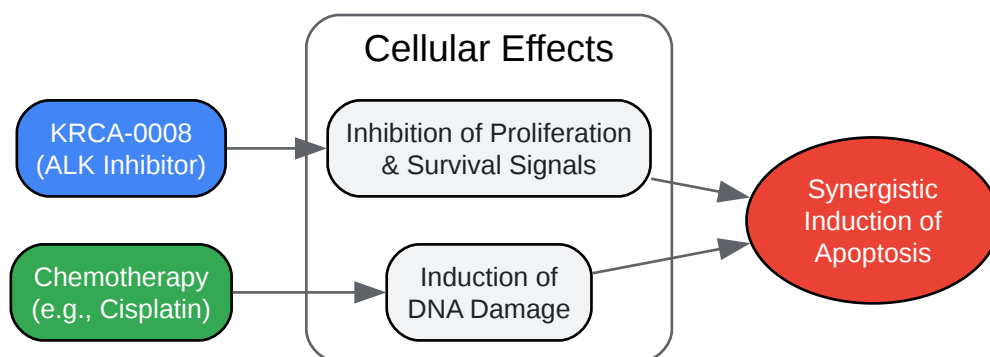 Cellular Effects
KRCA-0008
(ALK Inhibitor)
Inhibition of Proliferation
& Survival Signals
Synergistic
Induction of
Apoptosis
Chemotherapy
(e.g., Cisplatin)
Induction of
DNA Damage